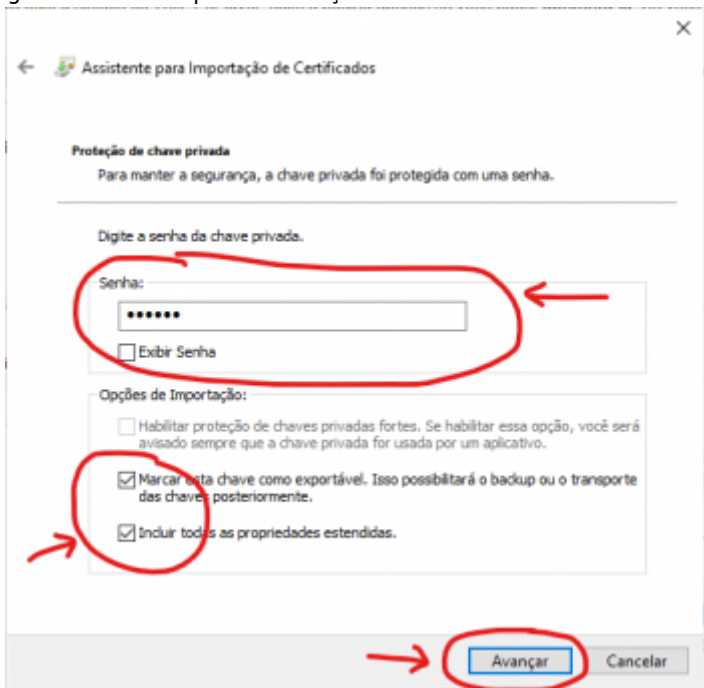 Assistente para Importação de Certificados
Proteção de chave privada
Para manter a segurança, a chave privada foi protegida com uma senha.
Digite a senha da chave privada.
Senha:
••••••
Exibir Senha
Opções de Importação:
Habilitar proteção de chaves privadas fortes. Se habilitar essa opção, você será
avisado sempre que a chave privada for usada por um aplicativo.
Marcar esta chave como exportável. Isso possibilitará o backup ou o transporte
das chaves posteriormente.
Incluir todas as propriedades estendidas.
Avançar
Cancelar